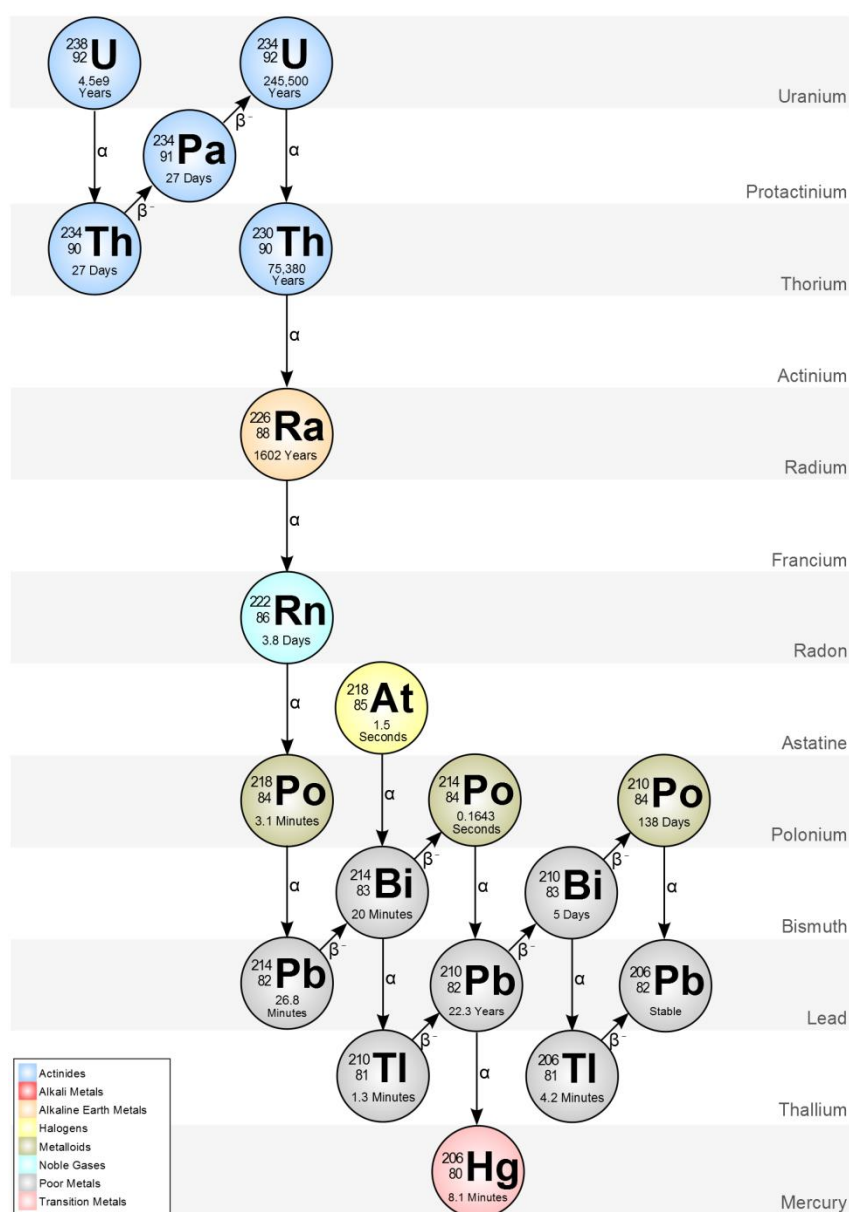 238
92 U
4.5e9
Years
234
92 U
245,500
Years
Uranium
α
β⁻
234
91 Pa
27 Days
α
Protactinium
β⁻
234
90 Th
27 Days
230
90 Th
75,380
Years
Thorium
α
Actinium
226
88 Ra
1602 Years
Radium
α
Francium
222
86 Rn
3.8 Days
Radon
α
218
85 At
1.5
Seconds
Astatine
218
84 Po
3.1 Minutes
α
214
84 Po
0.1643
Seconds
210
84 Po
138 Days
Polonium
α
214
83 Bi
20 Minutes
β⁻
α
210
83 Bi
5 Days
β⁻
α
Bismuth
214
82 Pb
26.8
Minutes
β⁻
α
210
82 Pb
22.3 Years
β⁻
α
206
82 Pb
Stable
Lead
210
81 Tl
1.3 Minutes
β⁻
α
206
81 Tl
4.2 Minutes
β⁻
Thallium
206
80 Hg
8.1 Minutes
Mercury
Actinides
Alkali Metals
Alkaline Earth Metals
Halogens
Metalloids
Noble Gases
Poor Metals
Transition Metals